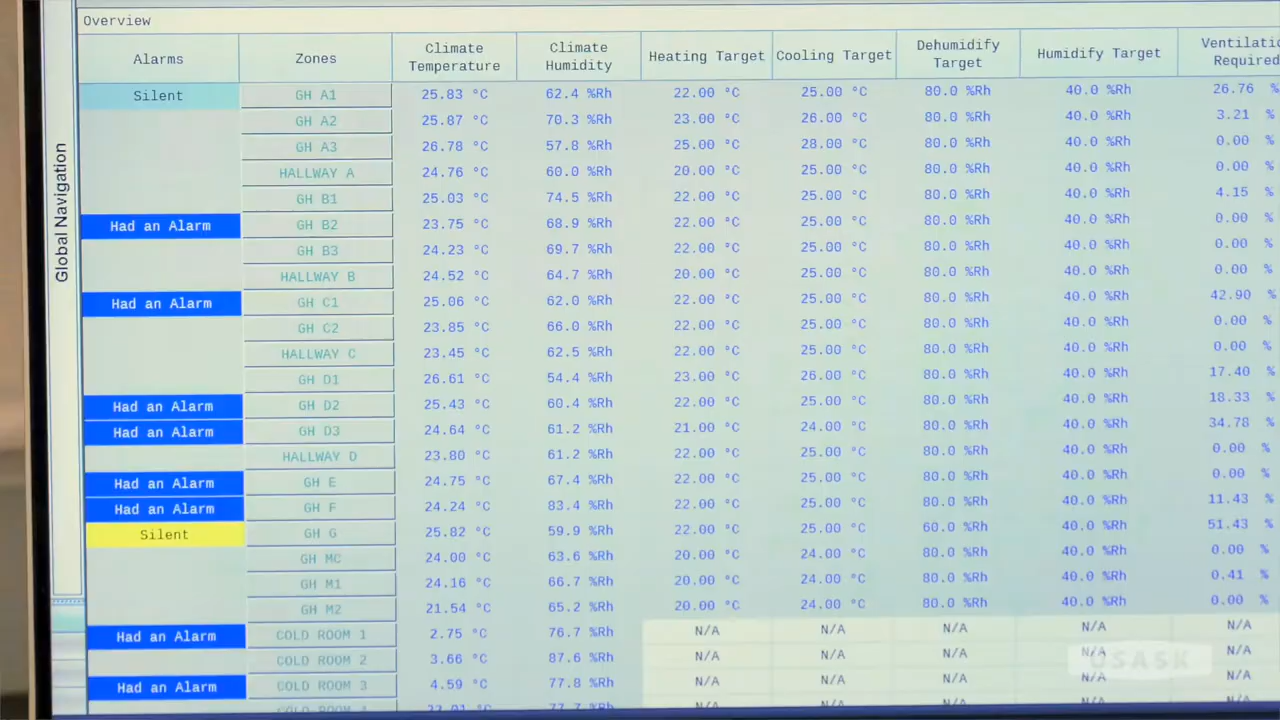 Overview
Alarms Zones Climate Temperature Climate Humidity Heating Target Cooling Target Dehumidify Target Humidify Target Required
Silent GH A1 25.83 °C 62.4 %Rh 22.00 °C 25.00 °C 80.0 %Rh 40.0 %Rh 26.76 %
GH A2 25.87 °C 70.3 %Rh 23.00 °C 26.00 °C 80.0 %Rh 40.0 %Rh 3.21 %
GH A3 26.78 °C 57.8 %Rh 25.00 °C 28.00 °C 80.0 %Rh 40.0 %Rh 0.00 %
HALLWAY A 24.76 °C 60.0 %Rh 20.00 °C 25.00 °C 80.0 %Rh 40.0 %Rh 0.00 %
GH B1 25.03 °C 74.5 %Rh 22.00 °C 25.00 °C 80.0 %Rh 40.0 %Rh 4.15 %
Had an Alarm GH B2 23.75 °C 68.9 %Rh 22.00 °C 25.00 °C 80.0 %Rh 40.0 %Rh 0.00 %
GH B3 24.23 °C 69.7 %Rh 22.00 °C 25.00 °C 80.0 %Rh 40.0 %Rh 0.00 %
HALLWAY B 24.52 °C 64.7 %Rh 20.00 °C 25.00 °C 80.0 %Rh 40.0 %Rh 0.00 %
Had an Alarm GH C1 25.06 °C 62.0 %Rh 22.00 °C 25.00 °C 80.0 %Rh 40.0 %Rh 42.90 %
GH C2 23.85 °C 66.0 %Rh 22.00 °C 25.00 °C 80.0 %Rh 40.0 %Rh 0.00 %
HALLWAY C 23.45 °C 62.5 %Rh 22.00 °C 25.00 °C 80.0 %Rh 40.0 %Rh 0.00 %
GH D1 26.61 °C 54.4 %Rh 23.00 °C 26.00 °C 80.0 %Rh 40.0 %Rh 17.40 %
Had an Alarm GH D2 25.43 °C 60.4 %Rh 22.00 °C 25.00 °C 80.0 %Rh 40.0 %Rh 18.33 %
Had an Alarm GH D3 24.64 °C 61.2 %Rh 21.00 °C 24.00 °C 80.0 %Rh 40.0 %Rh 34.78 %
HALLWAY D 23.80 °C 61.2 %Rh 22.00 °C 25.00 °C 80.0 %Rh 40.0 %Rh 0.00 %
Had an Alarm GH E 24.75 °C 67.4 %Rh 22.00 °C 25.00 °C 80.0 %Rh 40.0 %Rh 0.00 %
Had an Alarm GH F 24.24 °C 83.4 %Rh 22.00 °C 25.00 °C 80.0 %Rh 40.0 %Rh 11.43 %
Silent GH G 25.82 °C 59.9 %Rh 22.00 °C 25.00 °C 60.0 %Rh 40.0 %Rh 51.43 %
GH MC 24.00 °C 63.6 %Rh 20.00 °C 24.00 °C 80.0 %Rh 40.0 %Rh 0.00 %
GH M1 24.16 °C 66.7 %Rh 20.00 °C 24.00 °C 80.0 %Rh 40.0 %Rh 0.41 %
GH M2 21.54 °C 65.2 %Rh 20.00 °C 24.00 °C 80.0 %Rh 40.0 %Rh 0.00 %
Had an Alarm COLD ROOM 1 2.75 °C 76.7 %Rh N/A N/A N/A N/A N/A
COLD ROOM 2 3.66 °C 87.6 %Rh N/A N/A N/A N/A
Had an Alarm COLD ROOM 3 4.59 °C 77.8 %Rh N/A N/A N/A N/A N/A
Global Navigation
USASK